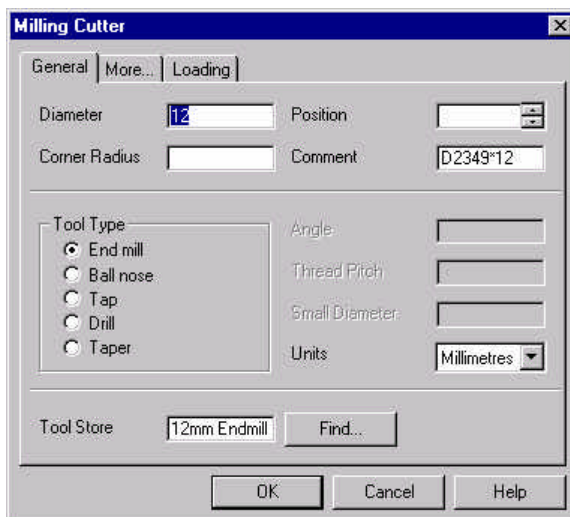 Milling Cutter
General More... Loading
Diameter 12 Position
Corner Radius Comment D2349*12
Tool Type
End mill
Ball nose
Tap
Drill
Taper
Angle
Thread Pitch
Small Diameter
Units Millimetres
Tool Store 12mm Endmill Find...
OK Cancel Help